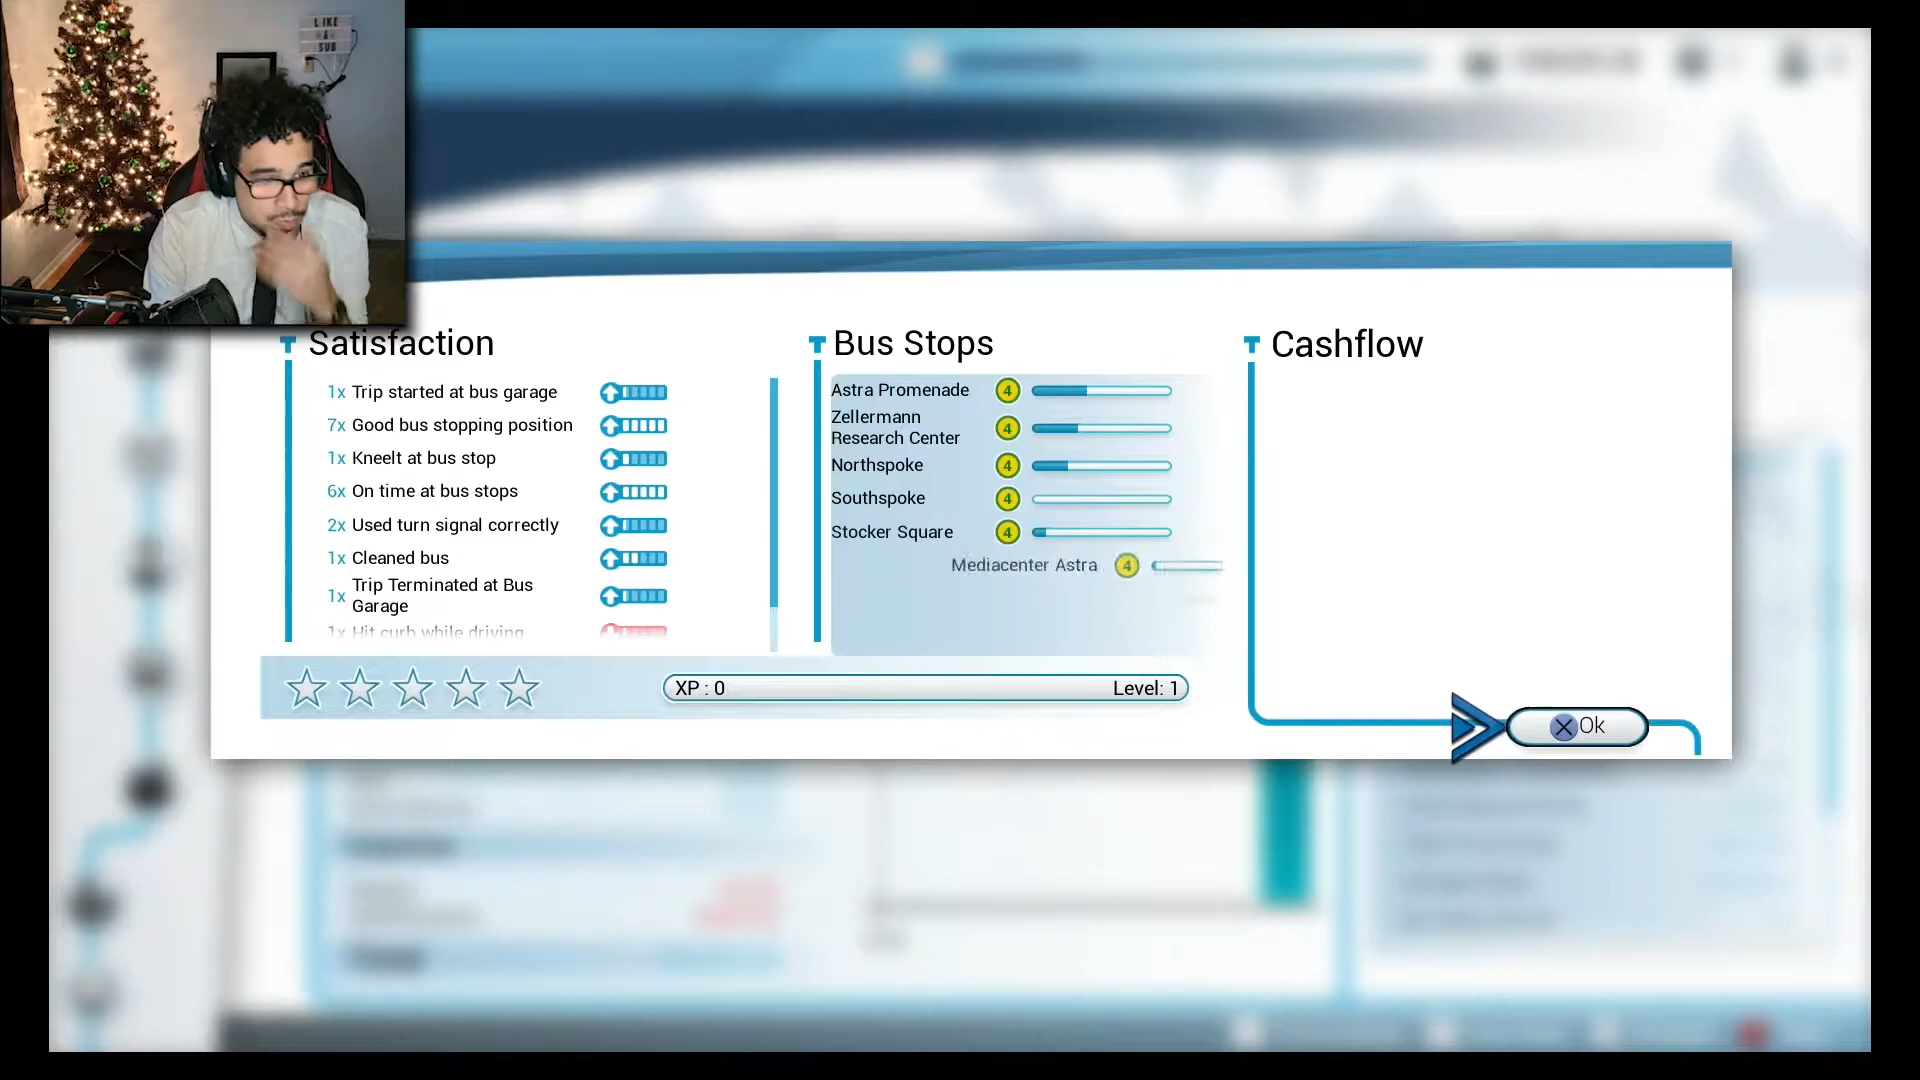 LIKE
&
SUB
Satisfaction
1x Trip started at bus garage
7x Good bus stopping position
1x Kneelt at bus stop
6x On time at bus stops
2x Used turn signal correctly
1x Cleaned bus
1x Trip Terminated at Bus
Garage
1x Hit curb while driving
Bus Stops
Astra Promenade 4
Zellermann
Research Center 4
Northspoke 4
Southspoke 4
Stocker Square 4
Mediacenter Astra 4
Cashflow
XP : 0 Level: 1
Ok